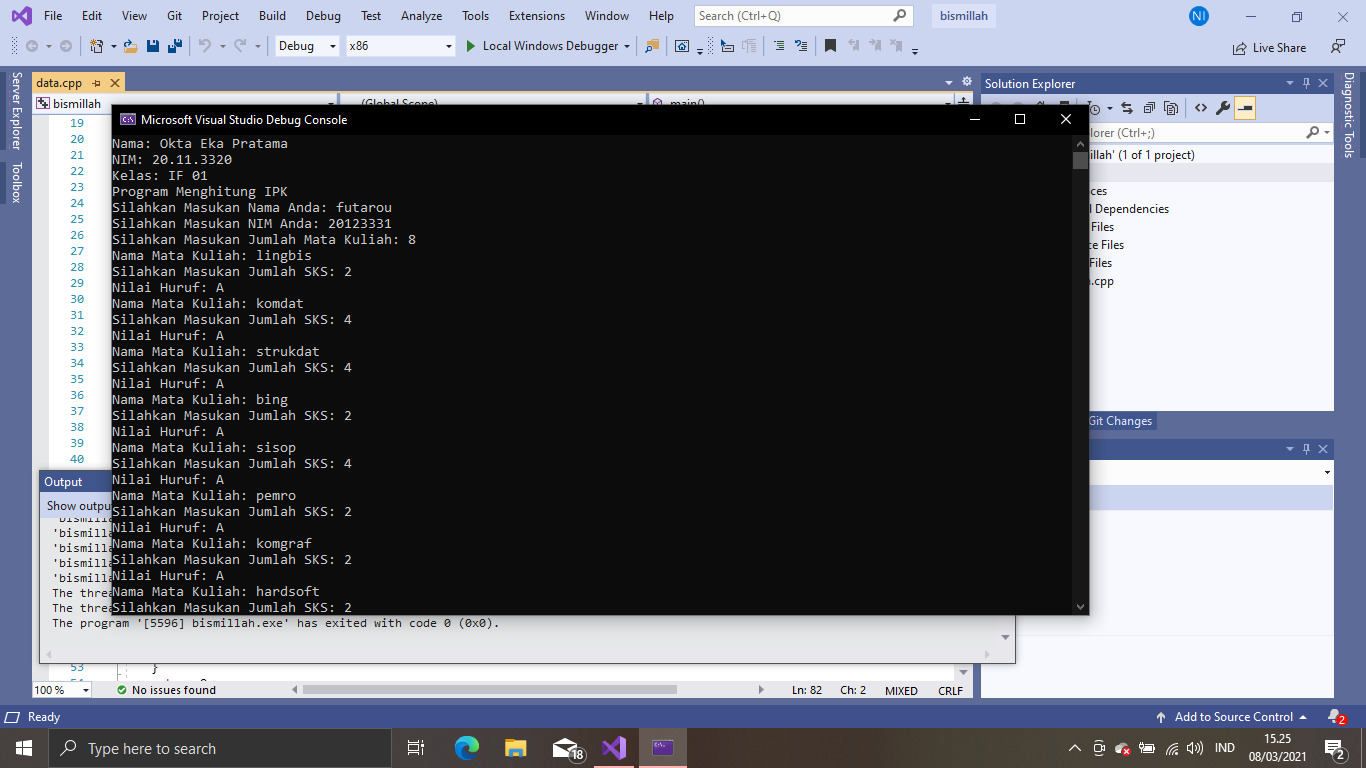 File Edit View Git Project Build Debug Test Analyze Tools Extensions Window Help Search (Ctrl+Q) bismillah NI
Debug x86 Local Windows Debugger Live Share
Server Explorer
Toolbox
data.cpp
bismillah (Global Scope) main()
19
20
21
22
23
24
25
26
27
28
29
30
31
32
33
34
35
36
37
38
39
40
Microsoft Visual Studio Debug Console
Nama: Okta Eka Pratama
NIM: 20.11.3320
Kelas: IF 01
Program Menghitung IPK
Silahkan Masukan Nama Anda: futarou
Silahkan Masukan NIM Anda: 20123331
Silahkan Masukan Jumlah Mata Kuliah: 8
Nama Mata Kuliah: lingbis
Silahkan Masukan Jumlah SKS: 2
Nilai Huruf: A
Nama Mata Kuliah: komdat
Silahkan Masukan Jumlah SKS: 4
Nilai Huruf: A
Nama Mata Kuliah: strukdat
Silahkan Masukan Jumlah SKS: 4
Nilai Huruf: A
Nama Mata Kuliah: bing
Silahkan Masukan Jumlah SKS: 2
Nilai Huruf: A
Nama Mata Kuliah: sisop
Silahkan Masukan Jumlah SKS: 4
Nilai Huruf: A
Nama Mata Kuliah: pemro
Silahkan Masukan Jumlah SKS: 2
Nilai Huruf: A
Nama Mata Kuliah: komgraf
Silahkan Masukan Jumlah SKS: 2
Nilai Huruf: A
Nama Mata Kuliah: hardsoft
Silahkan Masukan Jumlah SKS: 2
Solution Explorer
lorer (Ctrl+;)
illah' (1 of 1 project)
ces
l Dependencies
Files
ce Files
Files
.cpp
Git Changes
Diagnostic Tools
Output
Show outpu
'bismilla
'bismilla
'bismilla
'bismilla
'bismilla
The threa
The threa
The program '[5596] bismillah.exe' has exited with code 0 (0x0).
53 }
100 % No issues found Ln: 82 Ch: 2 MIXED CRLF
Ready Add to Source Control 2
Type here to search 18 IND 15.25
08/03/2021 2